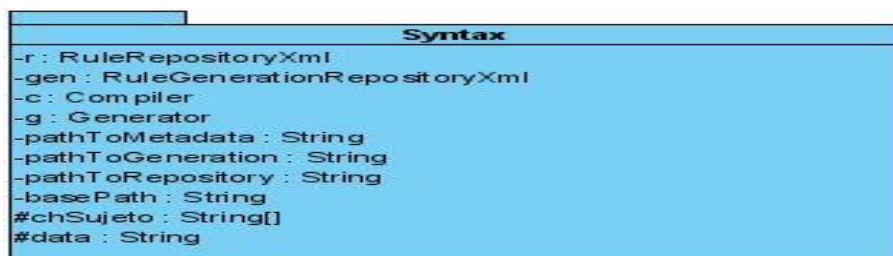 Syntax
-r : RuleRepositoryXml
-gen : RuleGenerationRepositoryXml
-c : Compiler
-g : Generator
-pathToMetadata : String
-pathToGeneration : String
-pathToRepository : String
-basePath : String
#chSujeto : String[]
#data : String